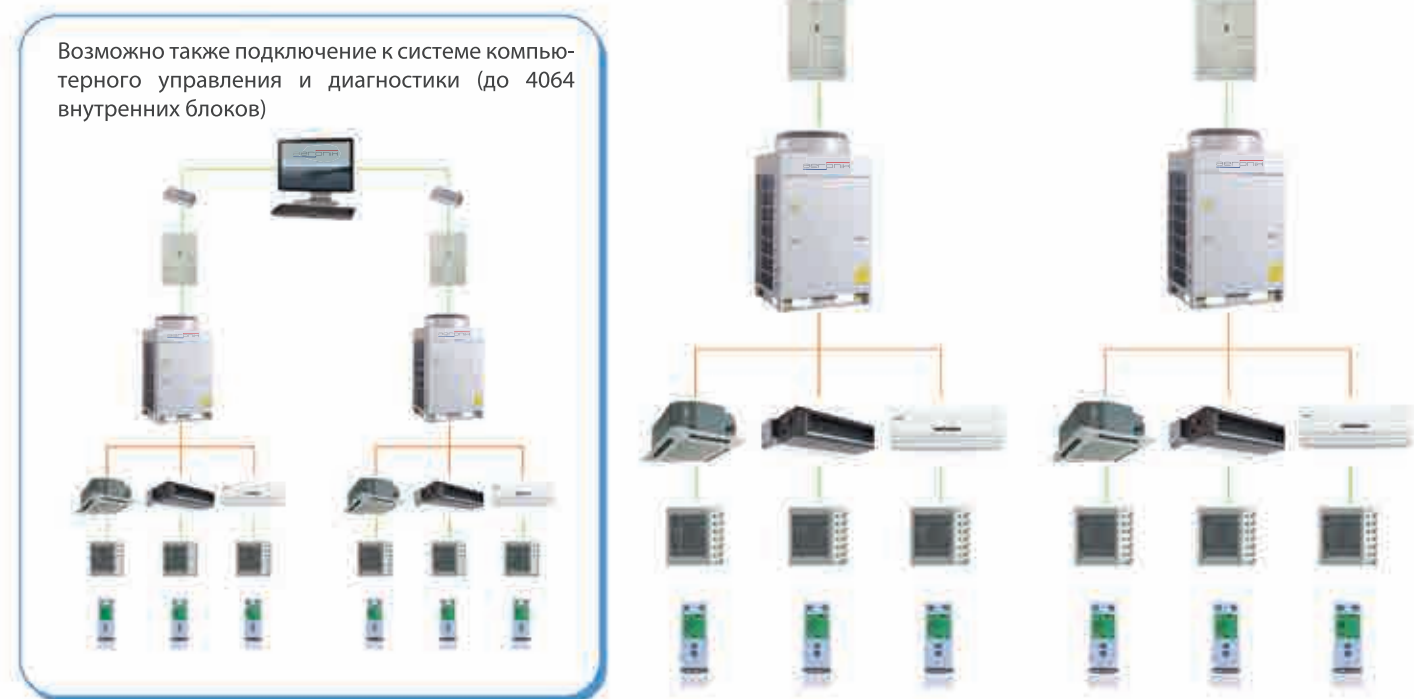 Возможно также подключение к системе компью-
терного управления и диагностики (до 4064
внутренних блоков)